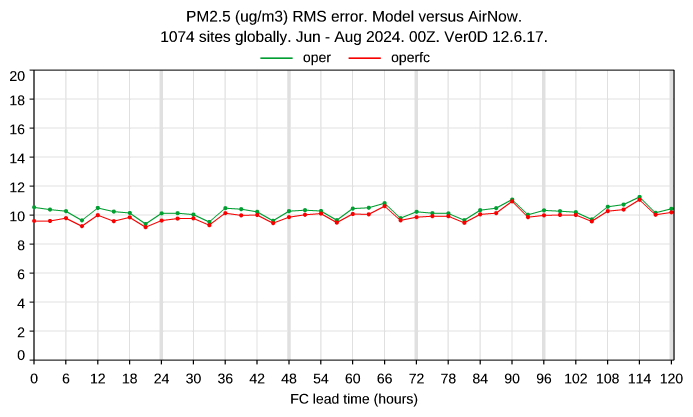 PM2.5 (ug/m3) RMS error. Model versus AirNow.
1074 sites globally. Jun - Aug 2024. 00Z. Ver0D 12.6.17.
oper operfc
20
18
16
14
12
10
8
6
4
2
0
0 6 12 18 24 30 36 42 48 54 60 66 72 78 84 90 96 102 108 114 120
FC lead time (hours)